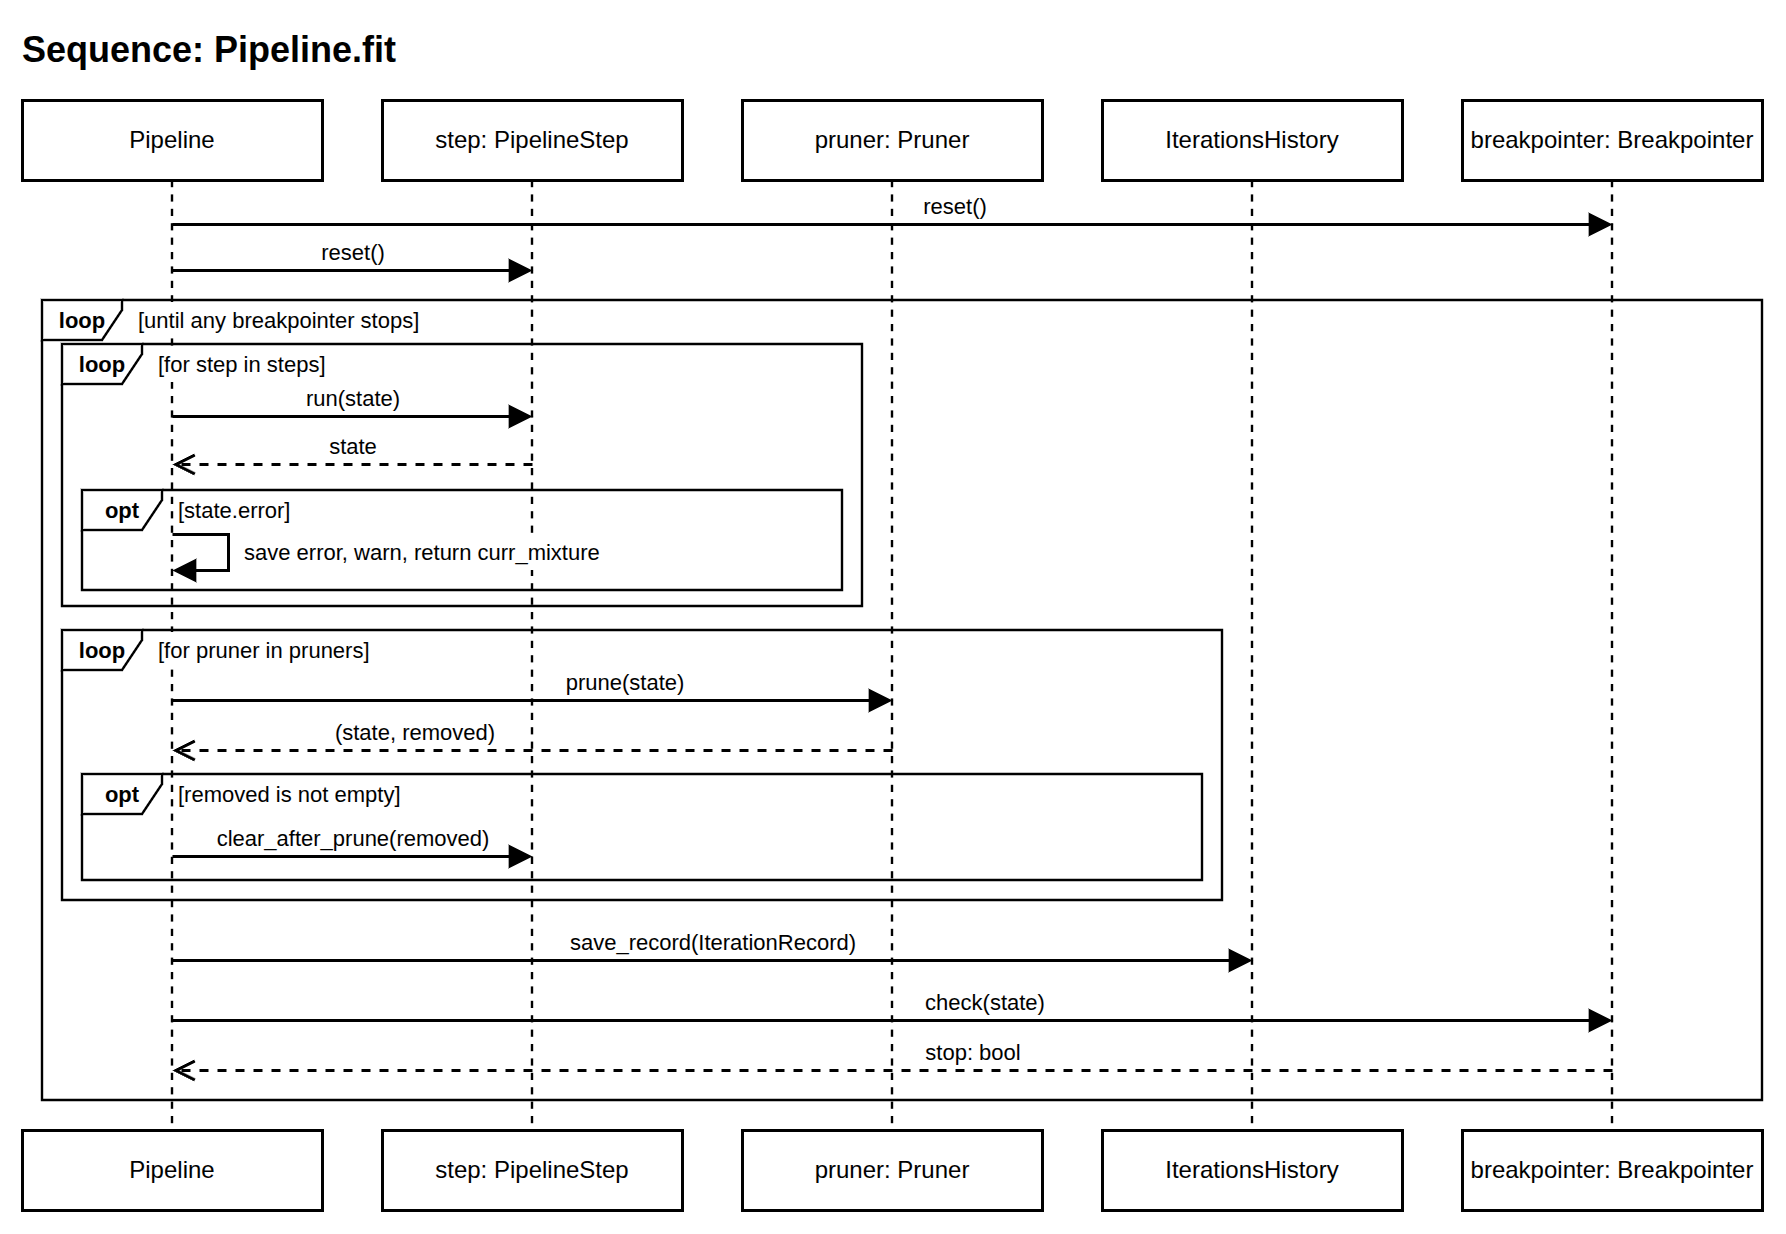 Sequence: Pipeline.fit
Pipeline
step: PipelineStep
pruner: Pruner
IterationsHistory
breakpointer: Breakpointer
reset()
reset()
loop [until any breakpointer stops]
loop [for step in steps]
run(state)
state
opt [state.error]
save error, warn, return curr_mixture
loop [for pruner in pruners]
prune(state)
(state, removed)
opt [removed is not empty]
clear_after_prune(removed)
save_record(IterationRecord)
check(state)
stop: bool
Pipeline
step: PipelineStep
pruner: Pruner
IterationsHistory
breakpointer: Breakpointer